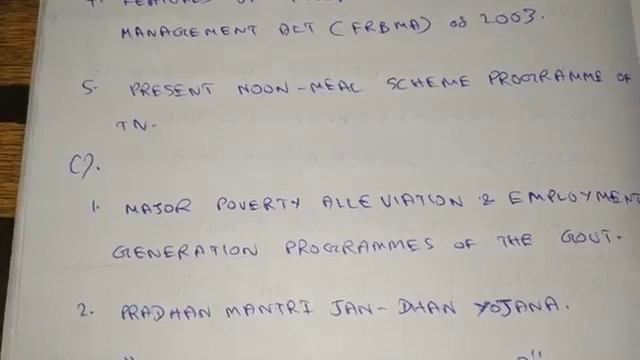 MANAGEMENT ACT (FRBMA) of 2003.
5. PRESENT NOON-MEAL SCHEME PROGRAMME OF
TN.
C).
1. MAJOR POVERTY ALLEVIATION & EMPLOYMENT
GENERATION PROGRAMMES OF THE GOVT.
2. PRADHAN MANTRI JAN-DHAN YOJANA.